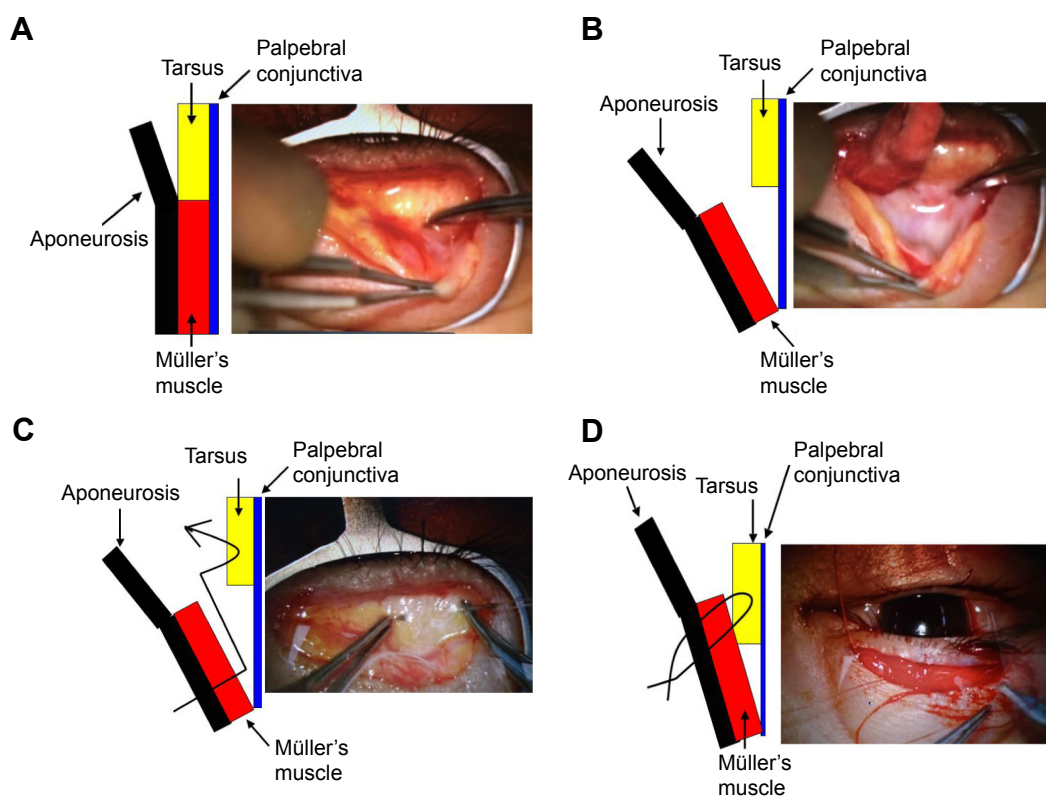 A
Palpebral
conjunctiva
Tarsus
Aponeurosis
Müller's
muscle
B
Palpebral
conjunctiva
Tarsus
Aponeurosis
Müller's
muscle
C
Palpebral
conjunctiva
Tarsus
Aponeurosis
Müller's
muscle
D
Palpebral
conjunctiva
Aponeurosis
Tarsus
Müller's
muscle